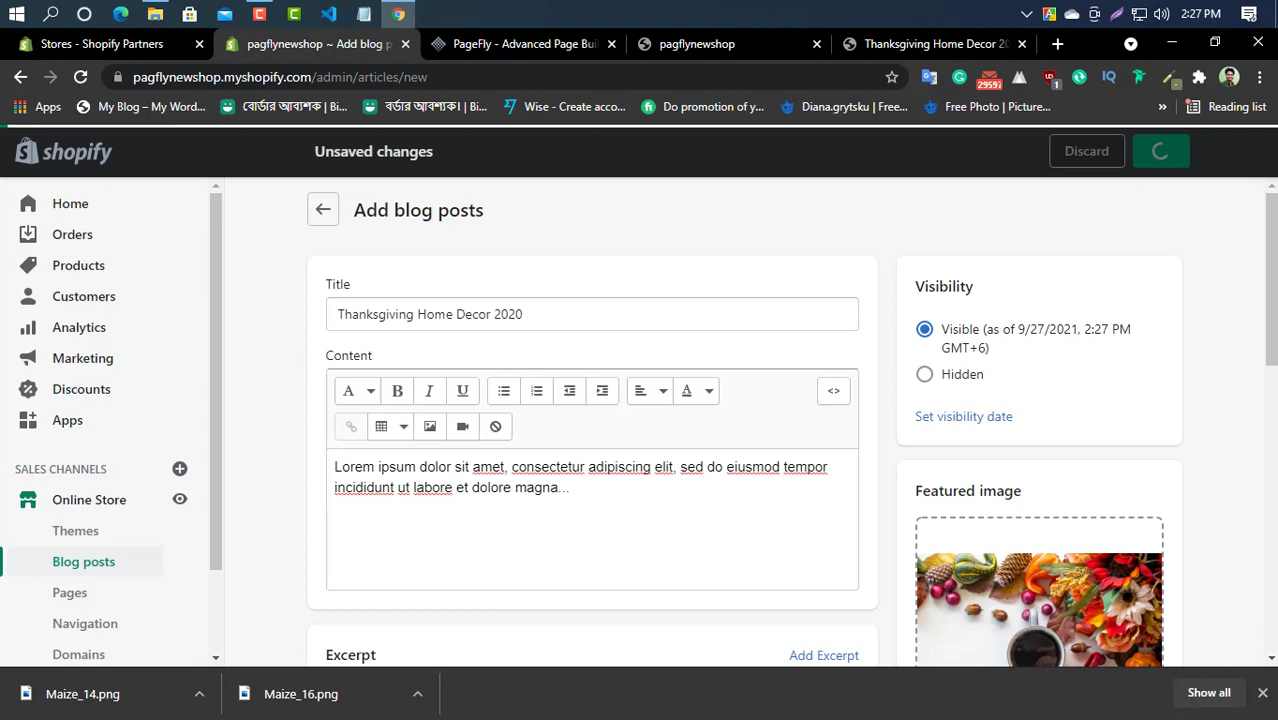 2:27 PM
Stores - Shopify Partners
pagflynewshop ~ Add blog p
PageFly - Advanced Page Buil
pagflynewshop
Thanksgiving Home Decor 20
pagflynewshop.myshopify.com/admin/articles/new
29597
1
IQ
Apps
My Blog – My Word...
বোর্ডার আবশ্যক | Bi...
বর্ডার আবশ্যক। | Bi...
Wise - Create acco...
Do promotion of y...
Diana.grytsku | Free...
Free Photo | Picture...
Reading list
shopify
Unsaved changes
Discard
Home
Orders
Products
Customers
Analytics
Marketing
Discounts
Apps
SALES CHANNELS
Online Store
Themes
Blog posts
Pages
Navigation
Domains
Add blog posts
Title
Thanksgiving Home Decor 2020
Content
A
B
I
U
A
<>
Lorem ipsum dolor sit amet, consectetur adipiscing elit, sed do eiusmod tempor
incididunt ut labore et dolore magna...
Excerpt
Add Excerpt
Visibility
Visible (as of 9/27/2021, 2:27 PM
GMT+6)
Hidden
Set visibility date
Featured image
Maize_14.png
Maize_16.png
Show all